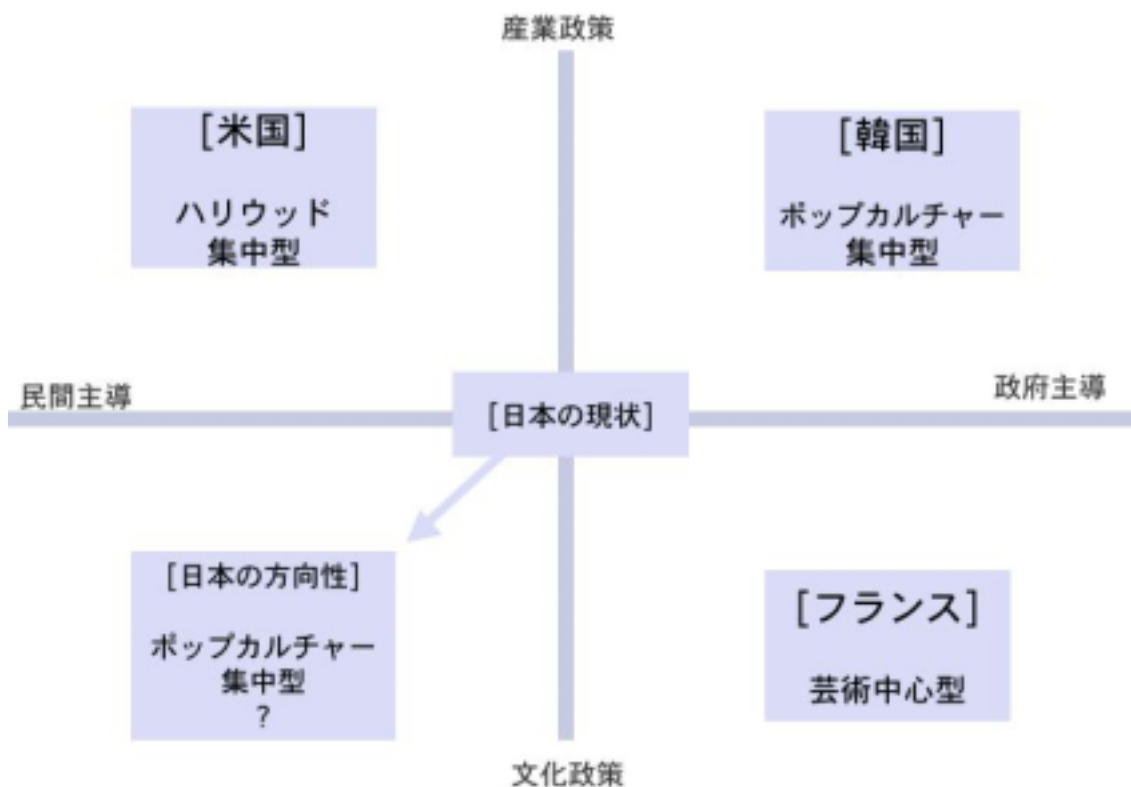 産業政策
[米国]
ハリウッド
集中型
[韓国]
ポップカルチャー
集中型
民間主導
[日本の現状]
政府主導
[日本の方向性]
ポップカルチャー
集中型
?
[フランス]
芸術中心型
文化政策